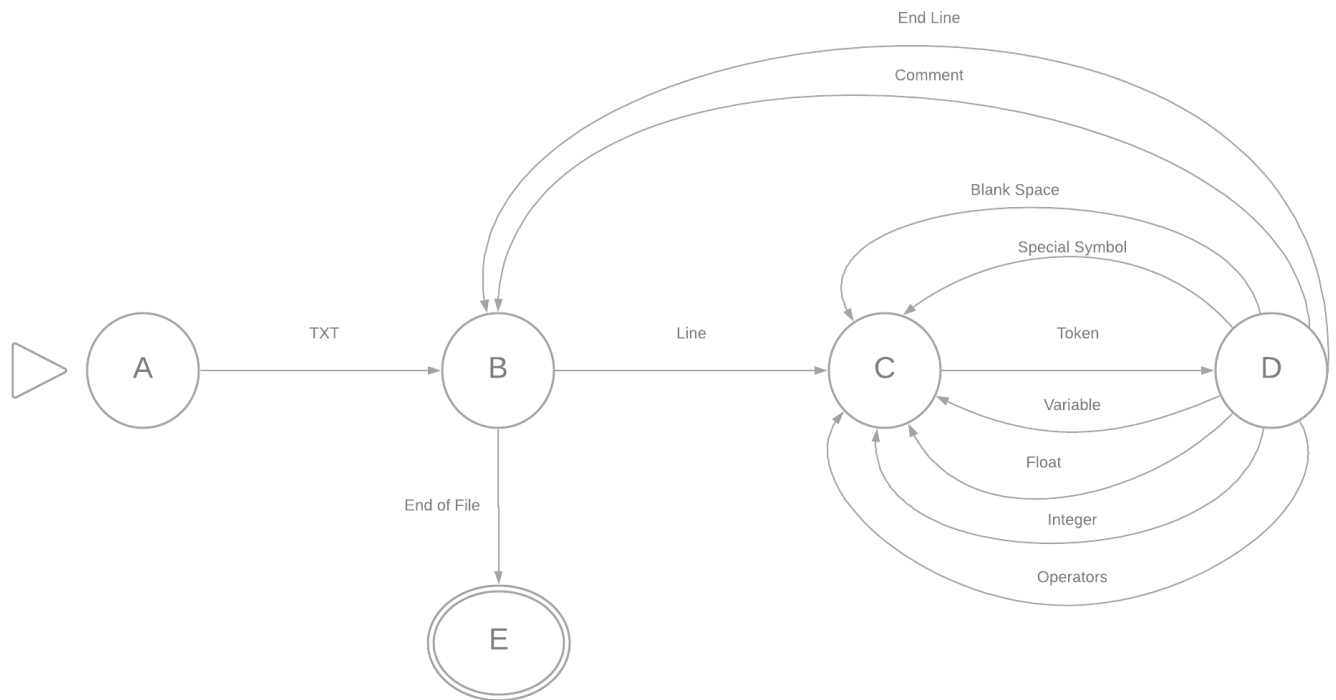 End Line
Comment
Blank Space
Special Symbol
A
TXT
B
Line
C
Token
D
Variable
Float
End of File
Integer
Operators
E